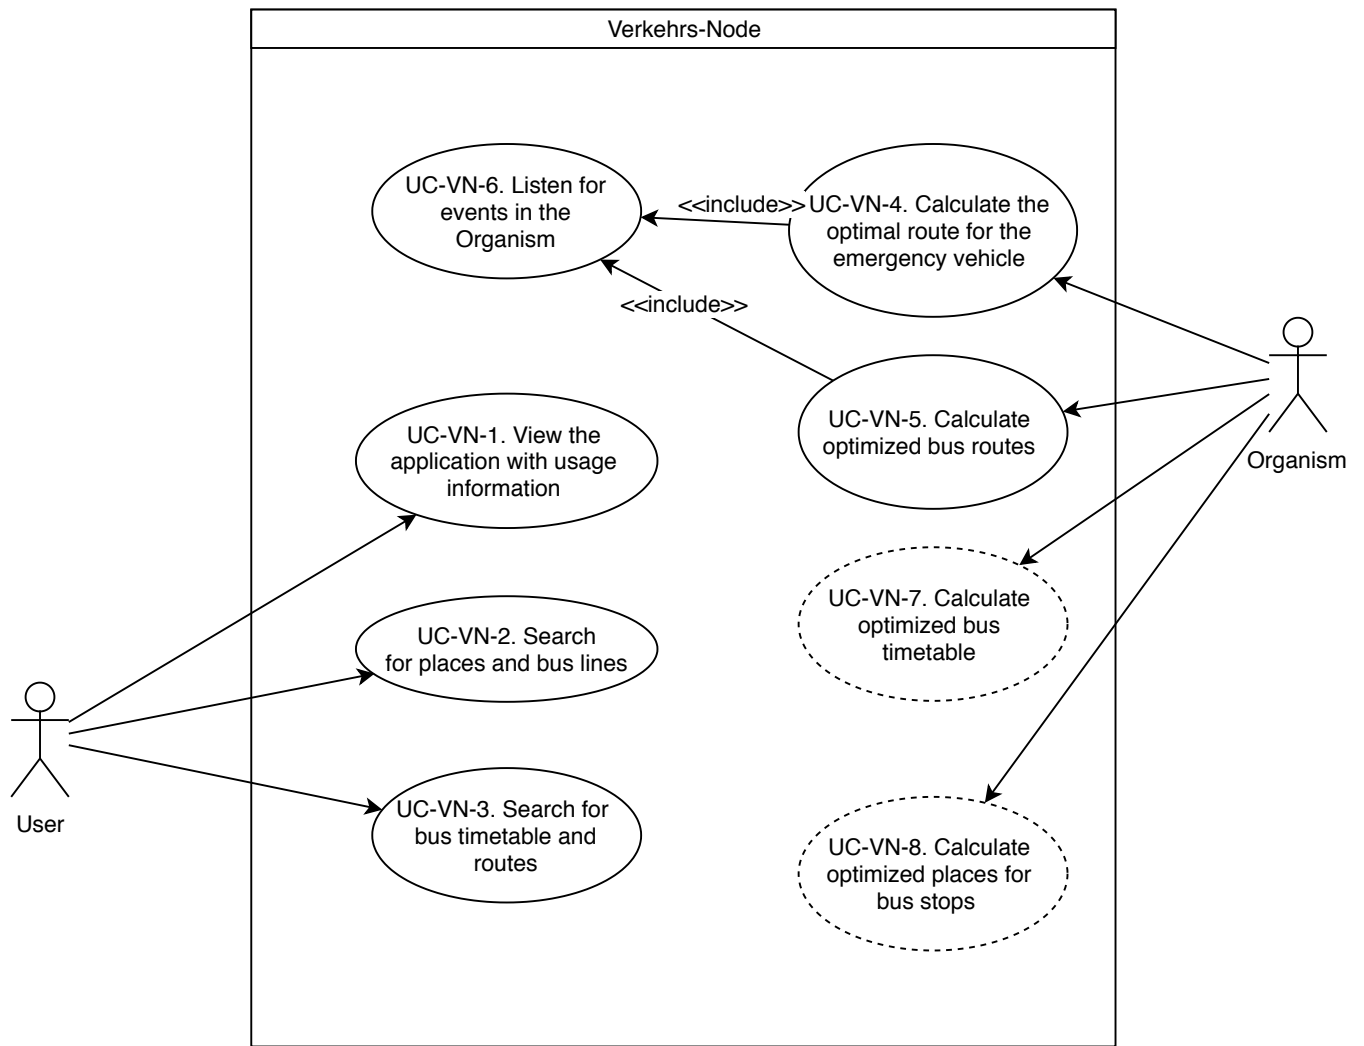 Verkehrs-Node
UC-VN-6. Listen for
events in the
Organism
<<include>>
UC-VN-4. Calculate the
optimal route for the
emergency vehicle
<<include>>
UC-VN-5. Calculate
optimized bus routes
Organism
UC-VN-1. View the
application with usage
information
UC-VN-7. Calculate
optimized bus
timetable
UC-VN-2. Search
for places and bus lines
User
UC-VN-3. Search for
bus timetable and
routes
UC-VN-8. Calculate
optimized places for
bus stops